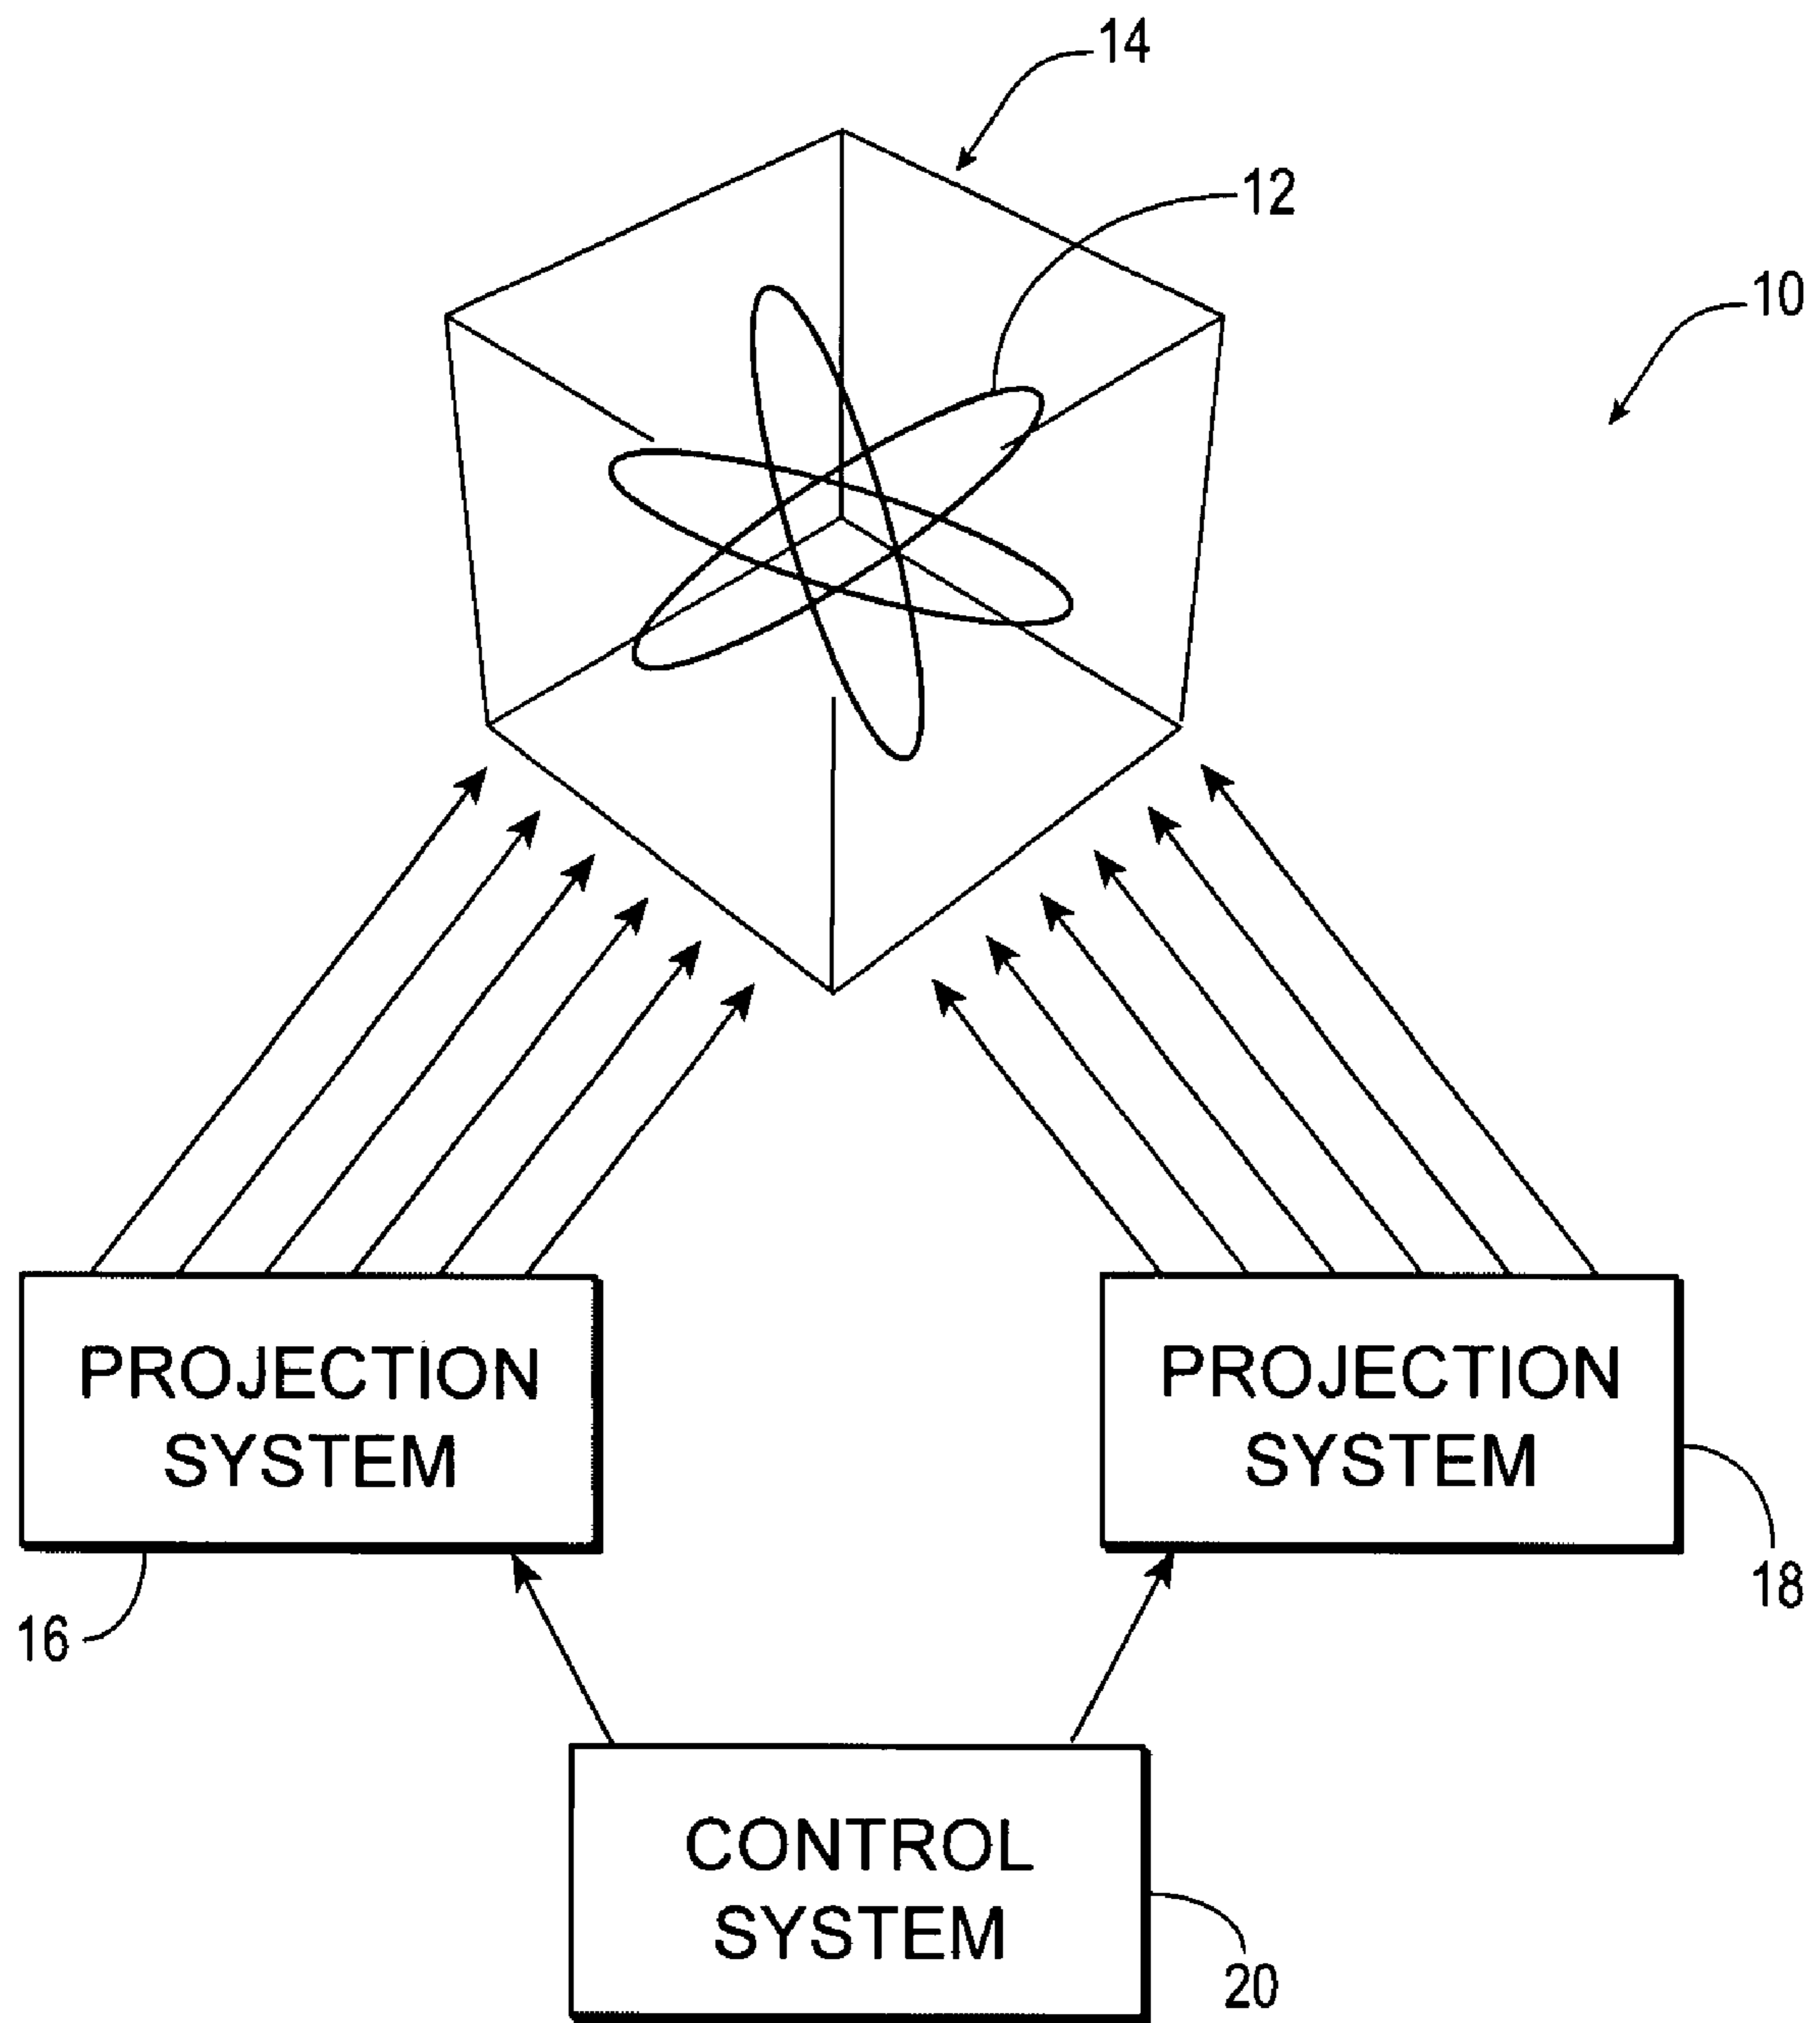 14
12
10
PROJECTION
SYSTEM
PROJECTION
SYSTEM
16
18
CONTROL
SYSTEM
20